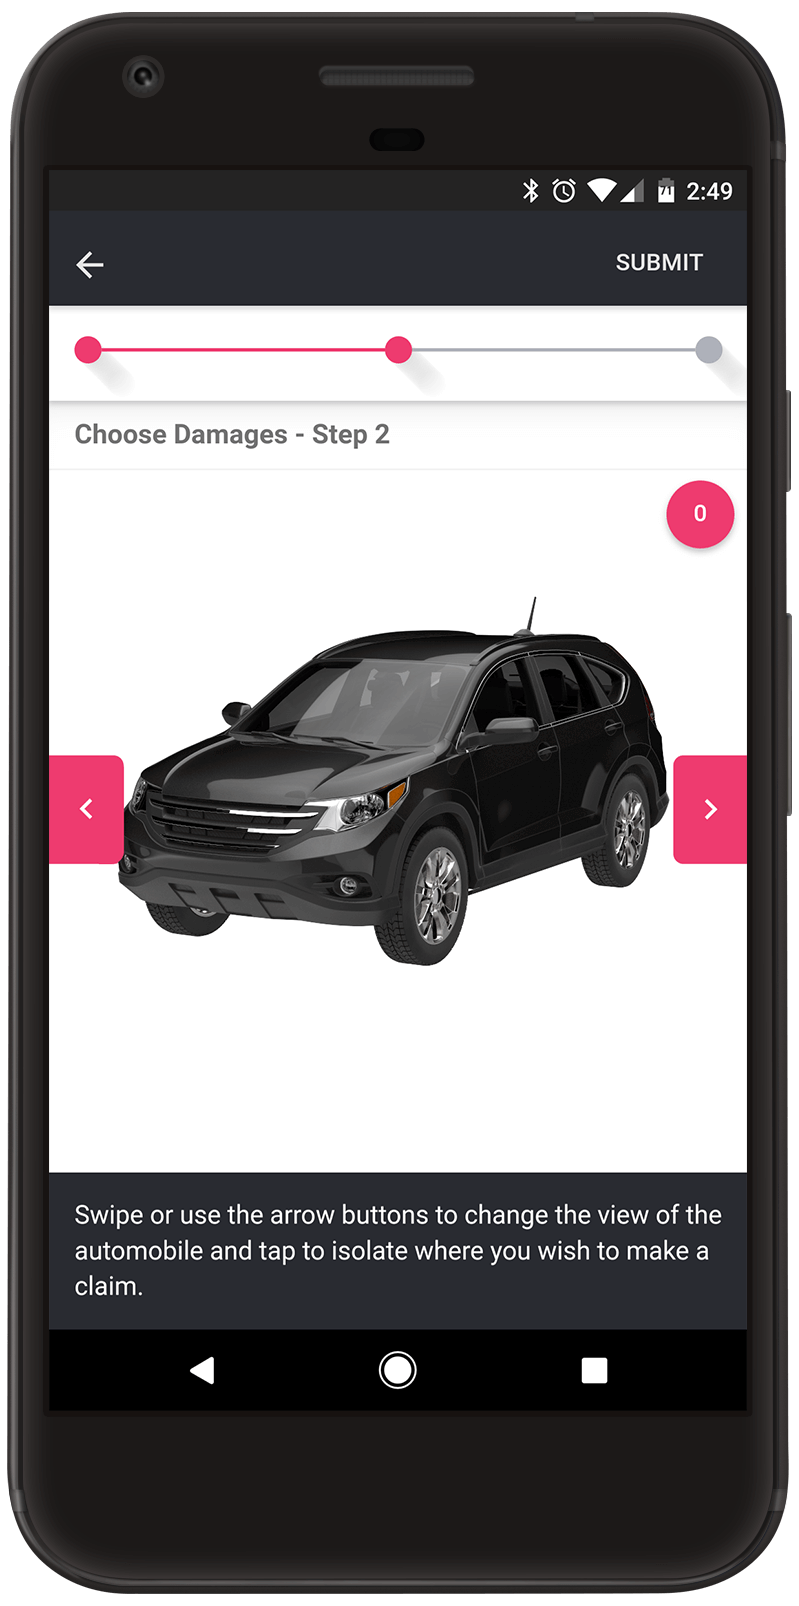 71 2:49
SUBMIT
Choose Damages - Step 2
0
Swipe or use the arrow buttons to change the view of the
automobile and tap to isolate where you wish to make a
claim.